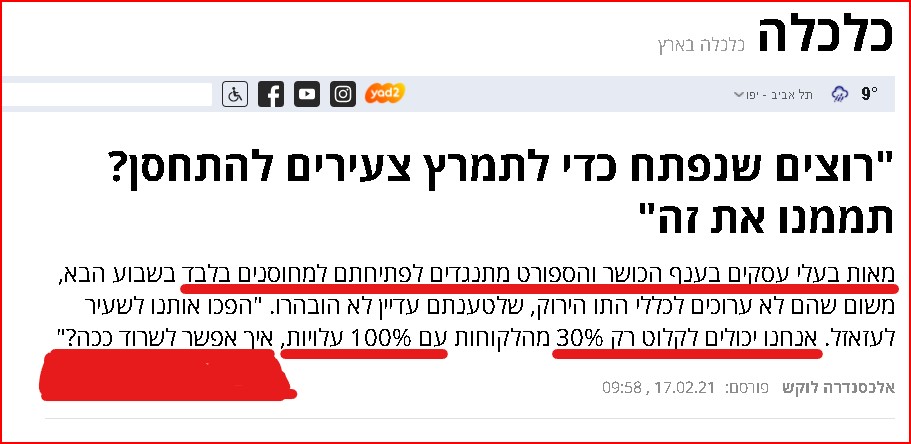 כלכלה כלכלה בארץ
yad2 תל אביב - יפו 9°
"רוצים שנפתח כדי לתמרץ צעירים להתחסן?
תממנו את זה"
מאות בעלי עסקים בענף הכושר והספורט מתנגדים לפתיחתם למחוסנים בלבד בשבוע הבא,
משום שהם לא ערוכים לכללי התו הירוק, שלטענתם עדיין לא הובהרו. "הפכו אותנו לשעיר
לעזאזל. אנחנו יכולים לקלוט רק 30% מהלקוחות עם 100% עלויות, איך אפשר לשרוד ככה?"
אלכסנדרה לוקש פורסם: 17.02.21 , 09:58